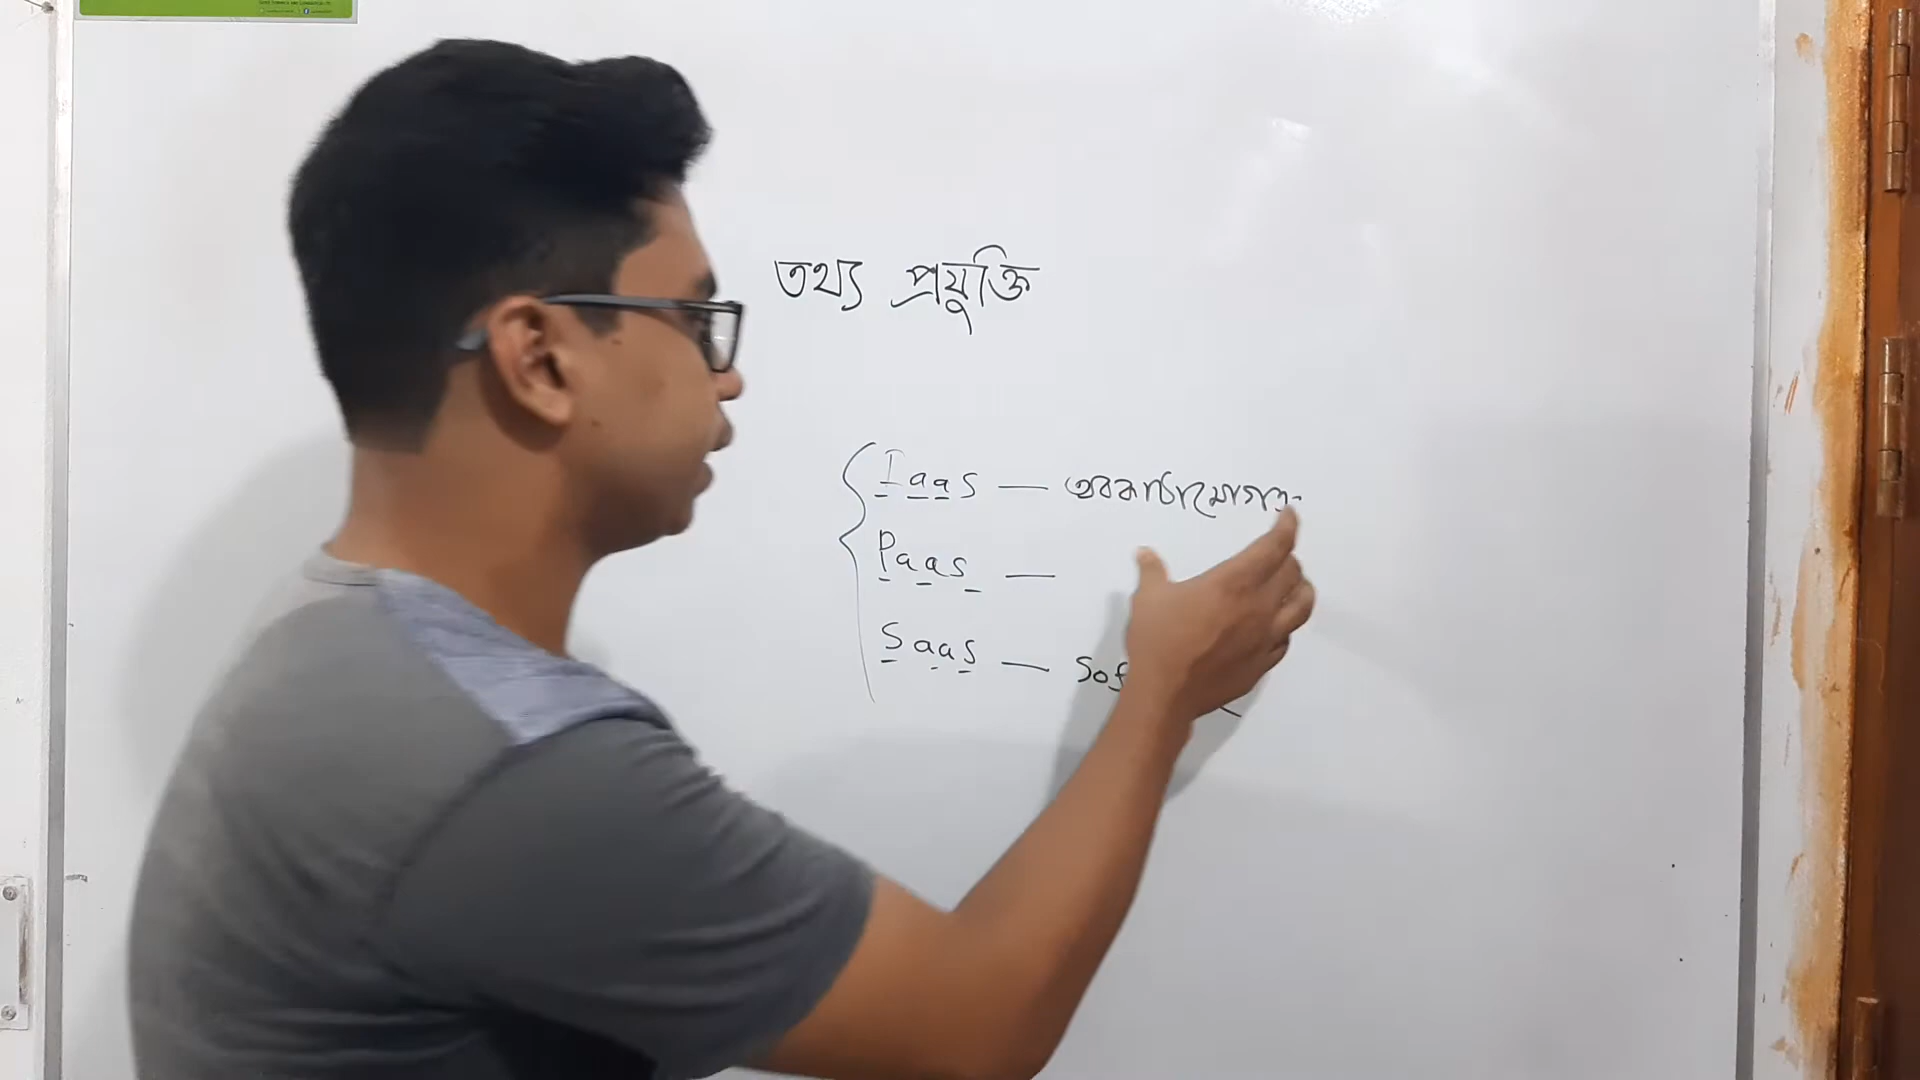 তথ্য প্রযুক্তি
IaaS — অবকাঠামোগত
PaaS —
SaaS — Sof